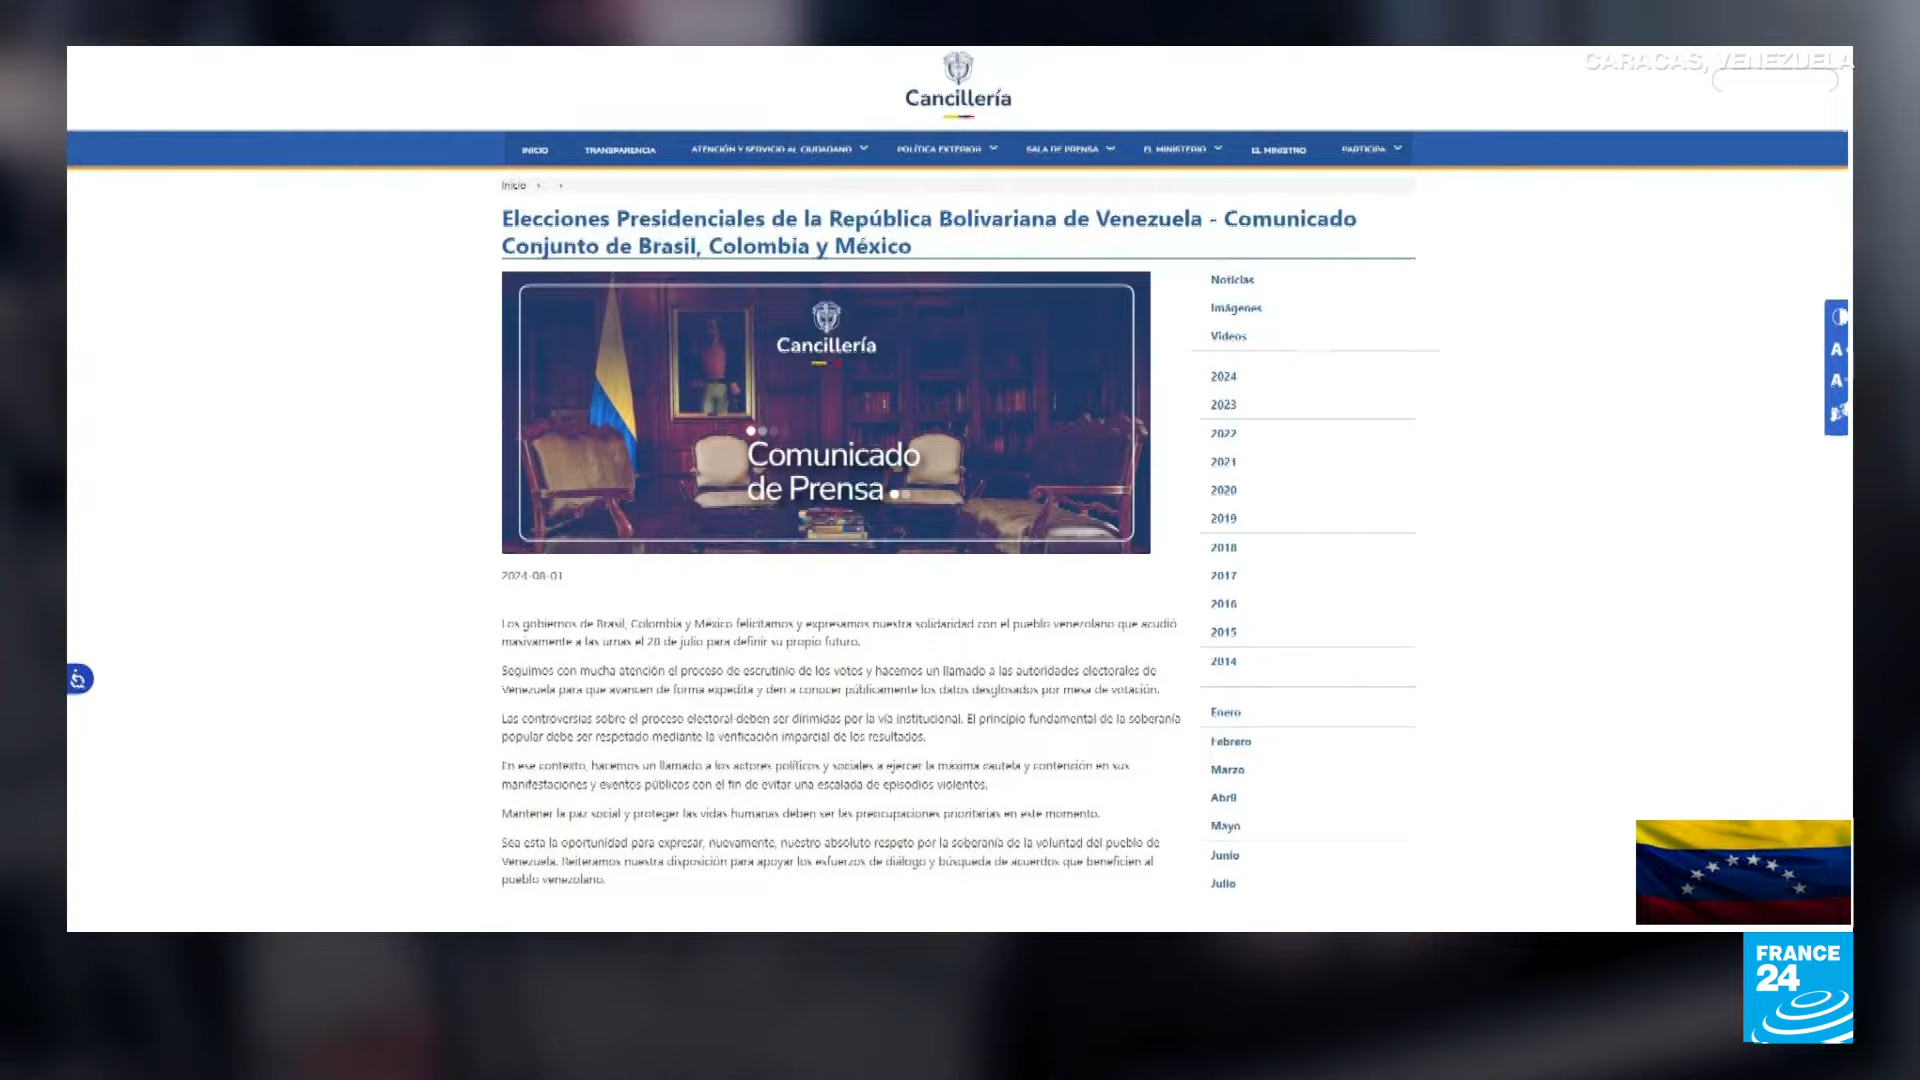 CARACAS, VENEZUELA
Cancillería
INICIO TRANSPARENCIA ATENCIÓN Y SERVICIO AL CIUDADANO POLÍTICA EXTERIOR SALA DE PRENSA EL MINISTERIO EL MINISTRO PARTICIPA
Inicio
Elecciones Presidenciales de la República Bolivariana de Venezuela - Comunicado
Conjunto de Brasil, Colombia y México
Cancillería
Comunicado
de Prensa
2024-08-01
Los gobiernos de Brasil, Colombia y México felicitamos y expresamos nuestra solidaridad con el pueblo venezolano que acudió
masivamente a las urnas el 28 de julio para definir su propio futuro.
Seguimos con mucha atención el proceso de escrutinio de los votos y hacemos un llamado a las autoridades electorales de
Venezuela para que avancen de forma expedita y den a conocer públicamente los datos desglosados por mesa de votación.
Las controversias sobre el proceso electoral deben ser dirimidas por la vía institucional. El principio fundamental de la soberanía
popular debe ser respetado mediante la verificación imparcial de los resultados.
En ese contexto, hacemos un llamado a los actores políticos y sociales a ejercer la máxima cautela y contención en sus
manifestaciones y eventos públicos con el fin de evitar una escalada de episodios violentos.
Mantener la paz social y proteger las vidas humanas deben ser las preocupaciones prioritarias en este momento.
Sea esta la oportunidad para expresar, nuevamente, nuestro absoluto respeto por la soberanía de la voluntad del pueblo de
Venezuela. Reiteramos nuestra disposición para apoyar los esfuerzos de diálogo y búsqueda de acuerdos que beneficien al
pueblo venezolano.
Noticias
Imágenes
Videos
2024
2023
2022
2021
2020
2019
2018
2017
2016
2015
2014
Enero
Febrero
Marzo
Abril
Mayo
Junio
Julio
A
A
FRANCE
24